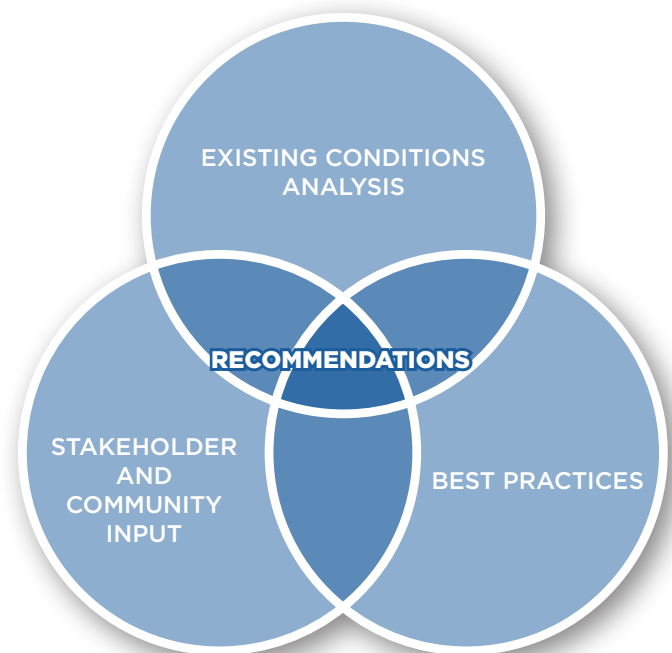 EXISTING CONDITIONS
ANALYSIS
RECOMMENDATIONS
STAKEHOLDER
AND
COMMUNITY
INPUT
BEST PRACTICES